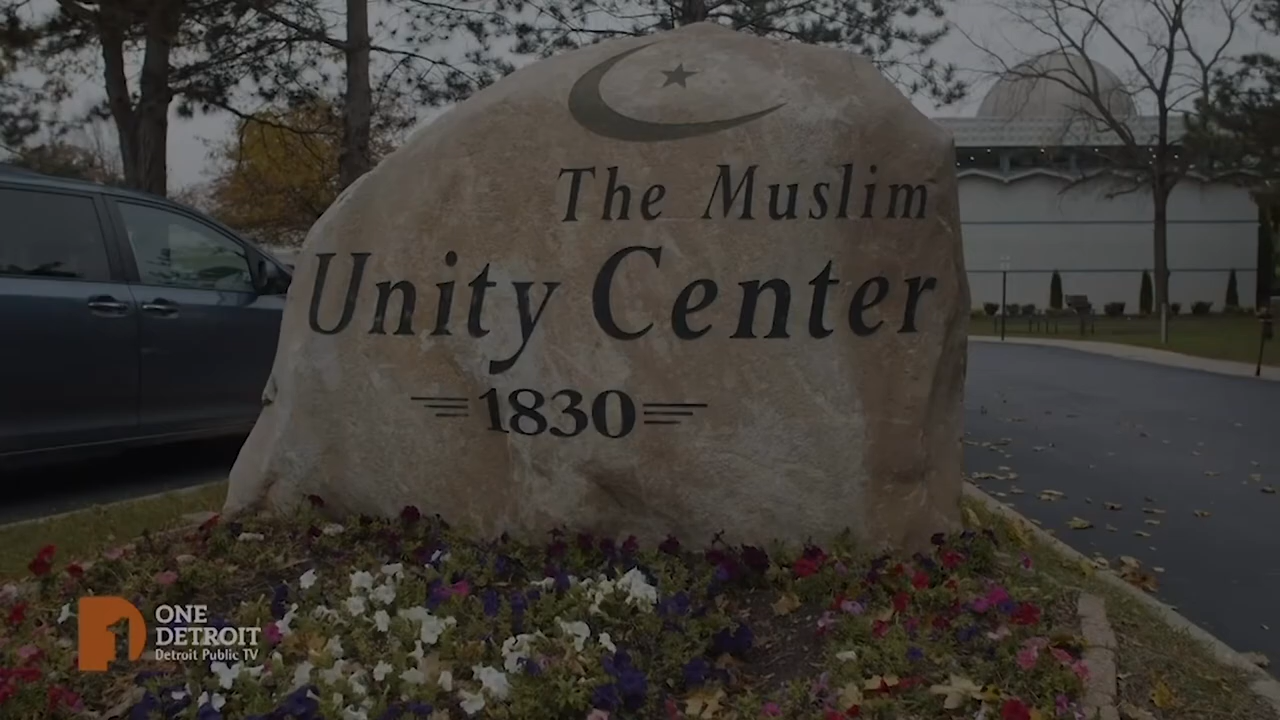 The Muslim
Unity Center
1830
ONE
DETROIT
Detroit Public TV